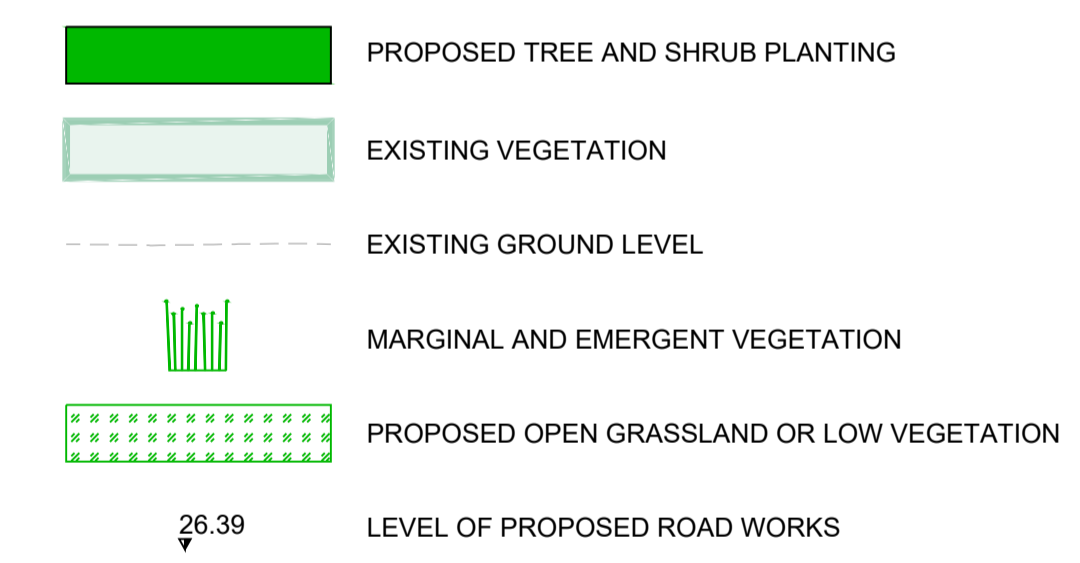 PROPOSED TREE AND SHRUB PLANTING
EXISTING VEGETATION
EXISTING GROUND LEVEL
MARGINAL AND EMERGENT VEGETATION
PROPOSED OPEN GRASSLAND OR LOW VEGETATION
26.39 LEVEL OF PROPOSED ROAD WORKS